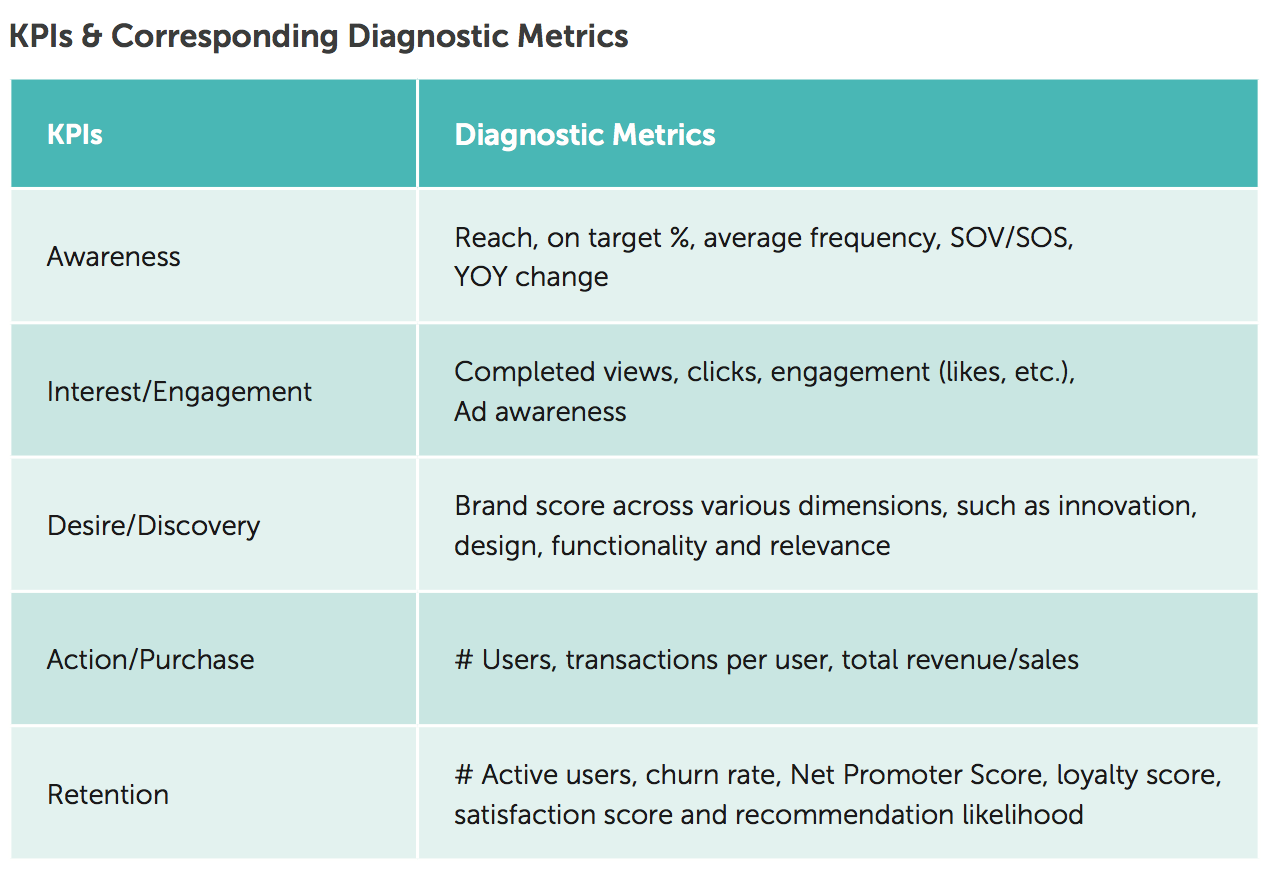 KPIs & Corresponding Diagnostic Metrics
KPIs
Diagnostic Metrics
Awareness
Reach, on target %, average frequency, SOV/SOS,
YOY change
Interest/Engagement
Completed views, clicks, engagement (likes, etc.),
Ad awareness
Desire/Discovery
Brand score across various dimensions, such as innovation,
design, functionality and relevance
Action/Purchase
# Users, transactions per user, total revenue/sales
Retention
# Active users, churn rate, Net Promoter Score, loyalty score,
satisfaction score and recommendation likelihood